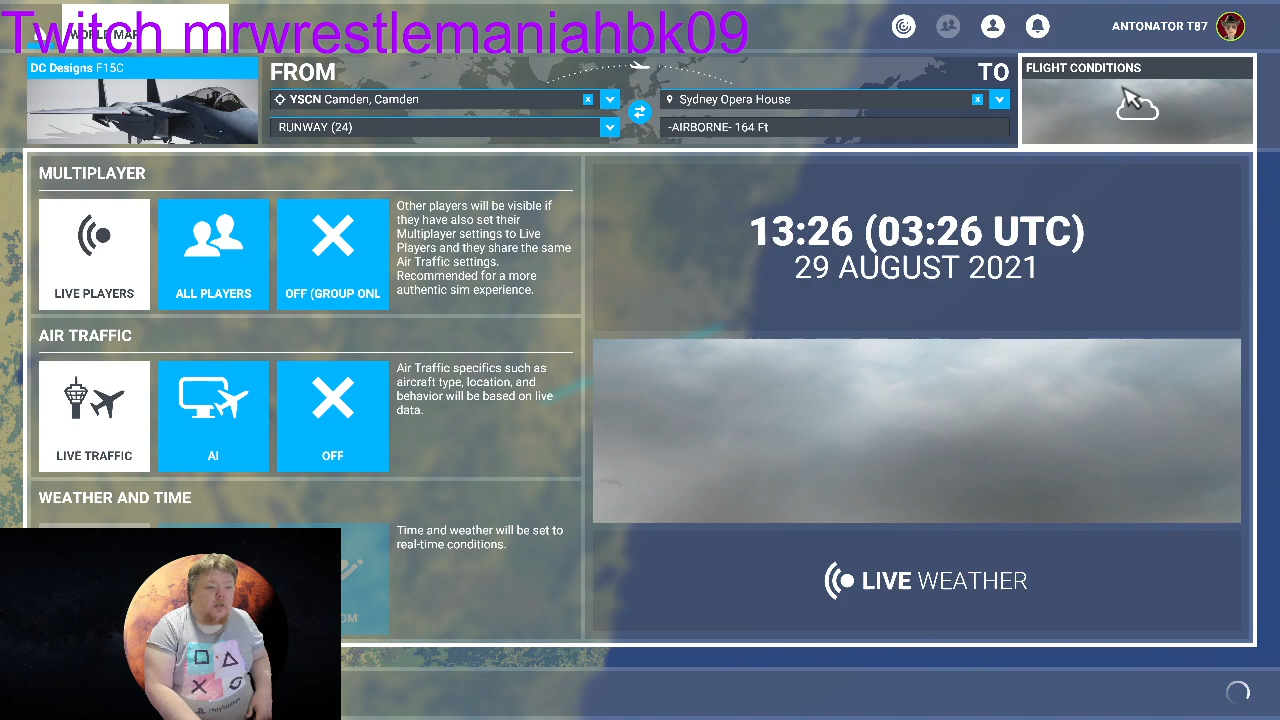 Twitch mrwrestlemaniahbk09
WORLD MAP
ANTONATOR T87
DC Designs F15C
FROM
TO
YSCN Camden, Camden
Sydney Opera House
RUNWAY (24)
-AIRBORNE- 164 Ft
FLIGHT CONDITIONS
MULTIPLAYER
LIVE PLAYERS
ALL PLAYERS
OFF (GROUP ONL
Other players will be visible if
they have also set their
Multiplayer settings to Live
Players and they share the same
Air Traffic settings.
Recommended for a more
authentic sim experience.
AIR TRAFFIC
LIVE TRAFFIC
AI
OFF
Air Traffic specifics such as
aircraft type, location, and
behavior will be based on live
data.
WEATHER AND TIME
Time and weather will be set to
real-time conditions.
OM
13:26 (03:26 UTC)
29 AUGUST 2021
LIVE WEATHER
PlayStation